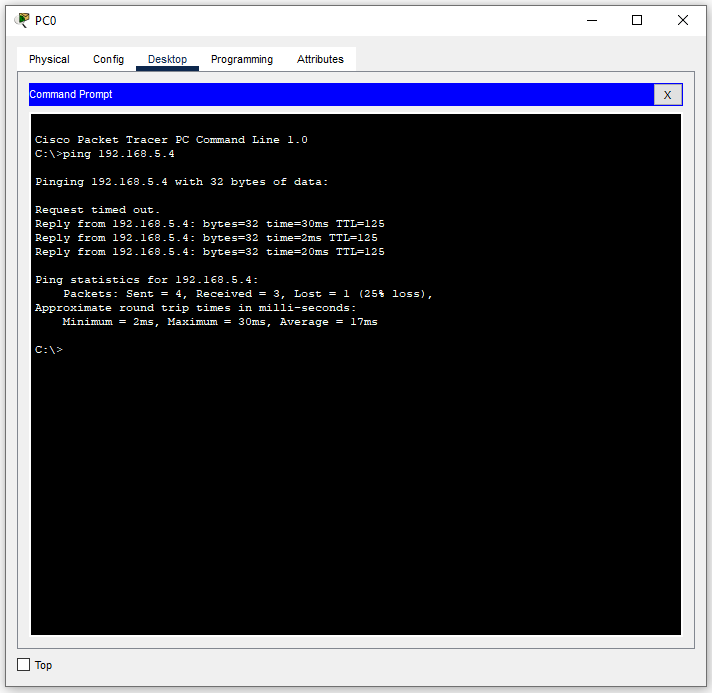 PC0
Physical Config Desktop Programming Attributes
Command Prompt X
Cisco Packet Tracer PC Command Line 1.0
C:\>ping 192.168.5.4
Pinging 192.168.5.4 with 32 bytes of data:
Request timed out.
Reply from 192.168.5.4: bytes=32 time=30ms TTL=125
Reply from 192.168.5.4: bytes=32 time=2ms TTL=125
Reply from 192.168.5.4: bytes=32 time=20ms TTL=125
Ping statistics for 192.168.5.4:
Packets: Sent = 4, Received = 3, Lost = 1 (25% loss),
Approximate round trip times in milli-seconds:
Minimum = 2ms, Maximum = 30ms, Average = 17ms
C:\>
Top